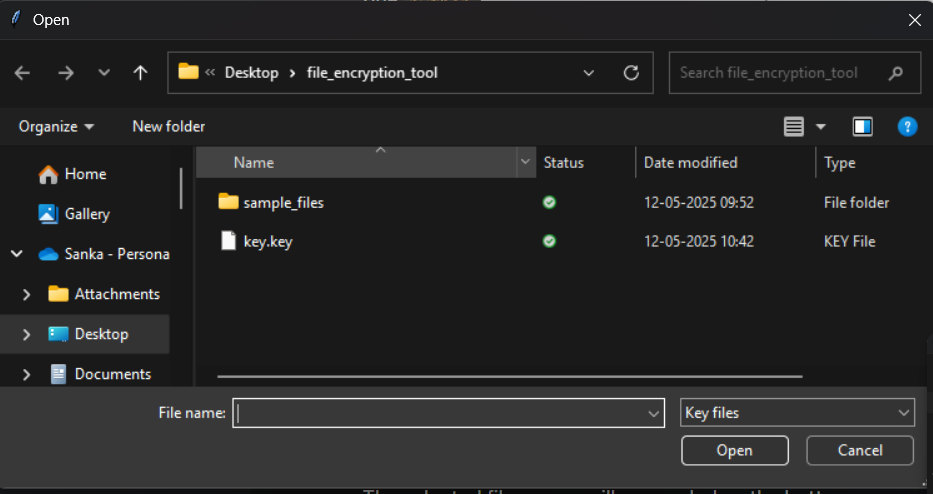 Open
« Desktop › file_encryption_tool
Search file_encryption_tool
Organize
New folder
Name
Status
Date modified
Type
Home
Gallery
Sanka - Persona
Attachments
Desktop
Documents
sample_files
12-05-2025 09:52
File folder
key.key
12-05-2025 10:42
KEY File
File name:
Key files
Open
Cancel